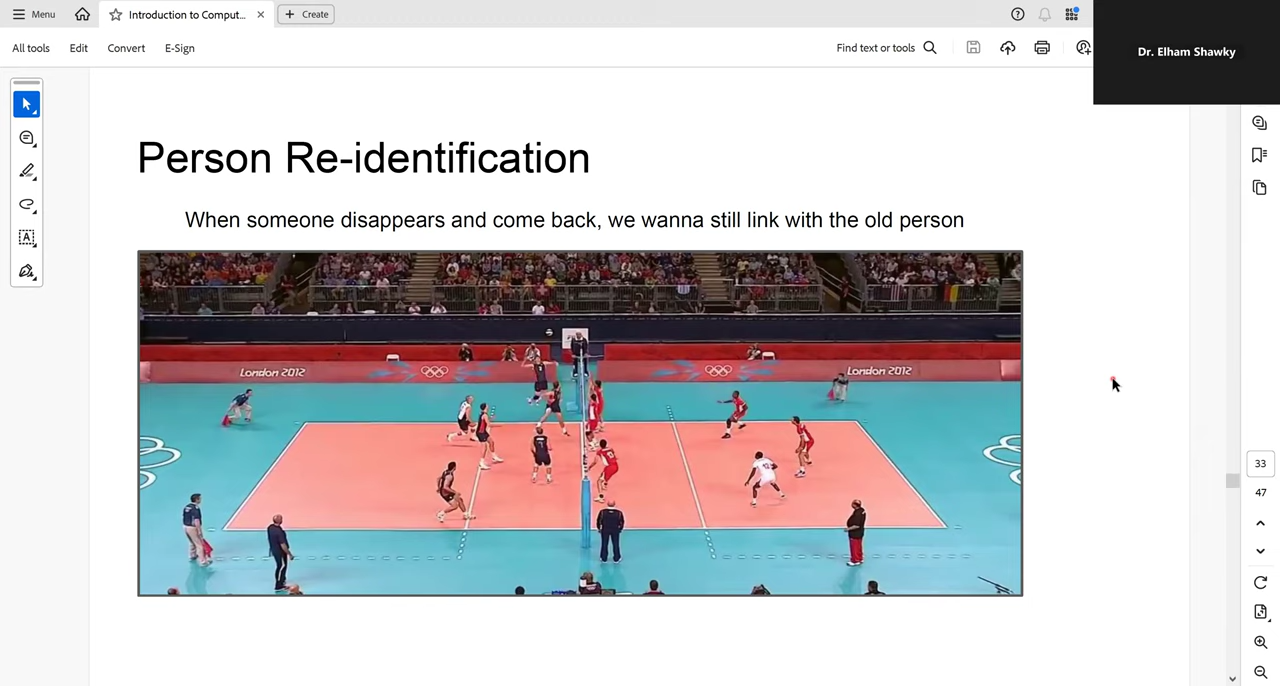 Menu
Introduction to Comput...
Create
All tools
Edit
Convert
E-Sign
Find text or tools
Dr. Elham Shawky
Person Re-identification
When someone disappears and come back, we wanna still link with the old person
London 2012
London 2012
33
47